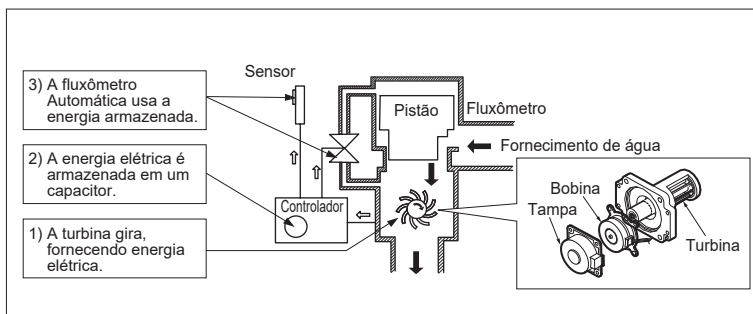 3) A fluxômetro
Automática usa a
energia armazenada.
2) A energia elétrica é
armazenada em um
capacitor.
1) A turbina gira,
fornecendo energia
elétrica.
Sensor
Controlador
Pistão
Fluxômetro
Fornecimento de água
Bobina
Tampa
Turbina